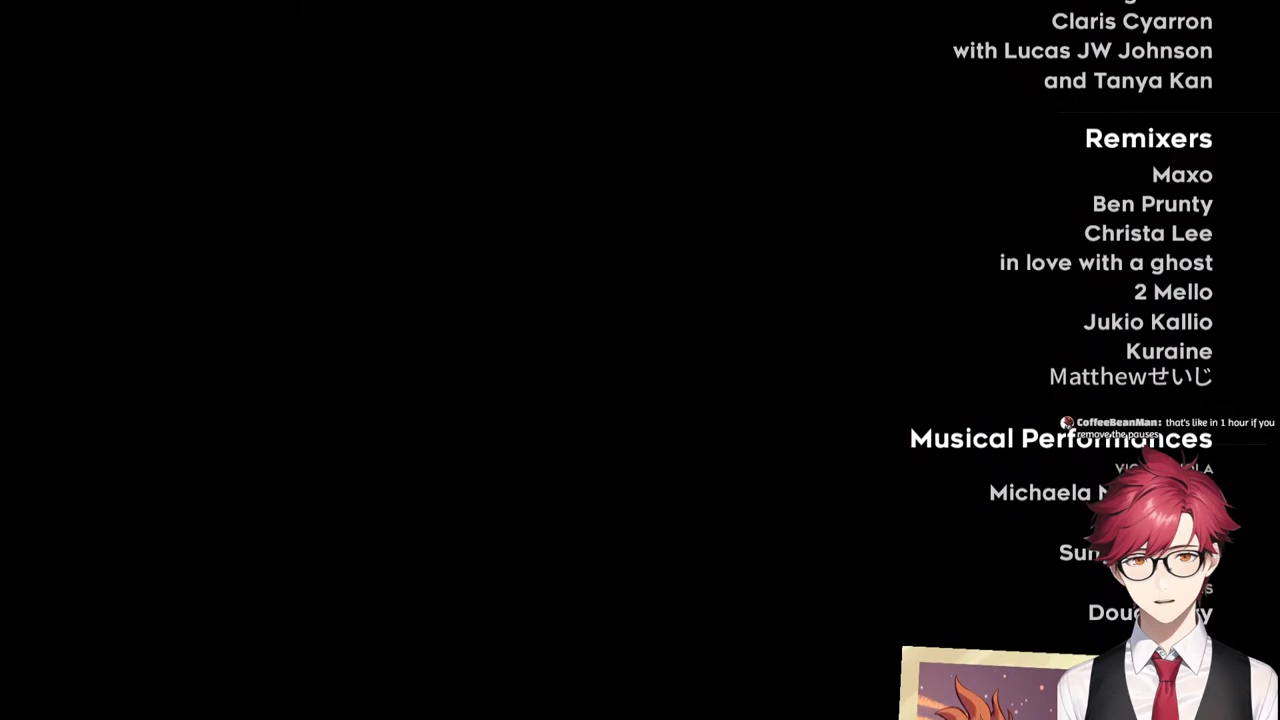 Claris Cyarron
with Lucas JW Johnson
and Tanya Kan
Remixers
Maxo
Ben Prunty
Christa Lee
in love with a ghost
2 Mello
Jukio Kallio
Kuraine
Matthewせいじ
CoffeeBeanMan: that's like in 1 hour if you
remove the pauses
Musical Performances
Michaela